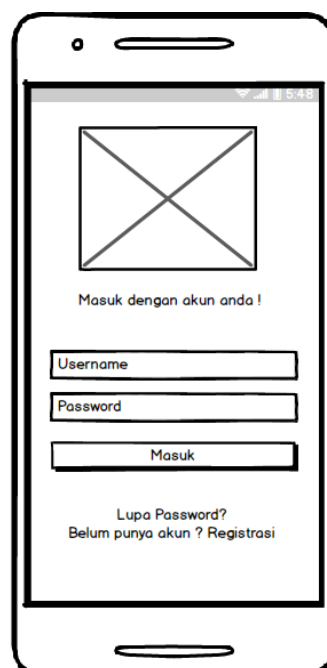 5:48
Masuk dengan akun anda !
Username
Password
Masuk
Lupa Password?
Belum punya akun ? Registrasi